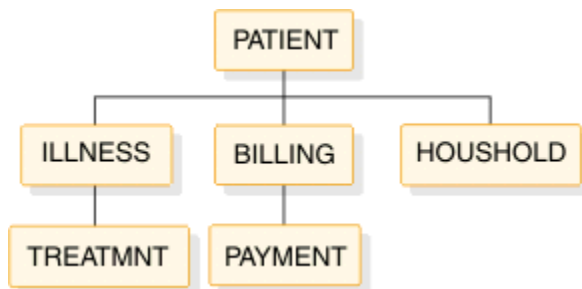 PATIENT
ILLNESS
BILLING
HOUSHOLD
TREATMNT
PAYMENT